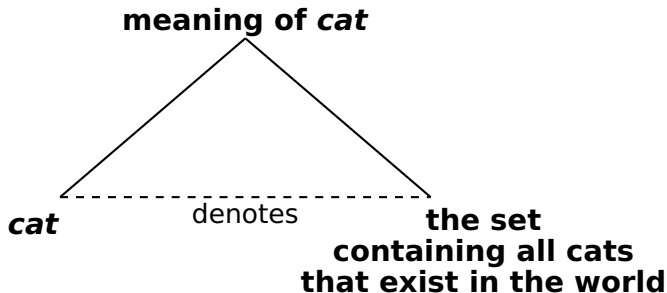 meaning of cat
cat
denotes
the set
containing all cats
that exist in the world